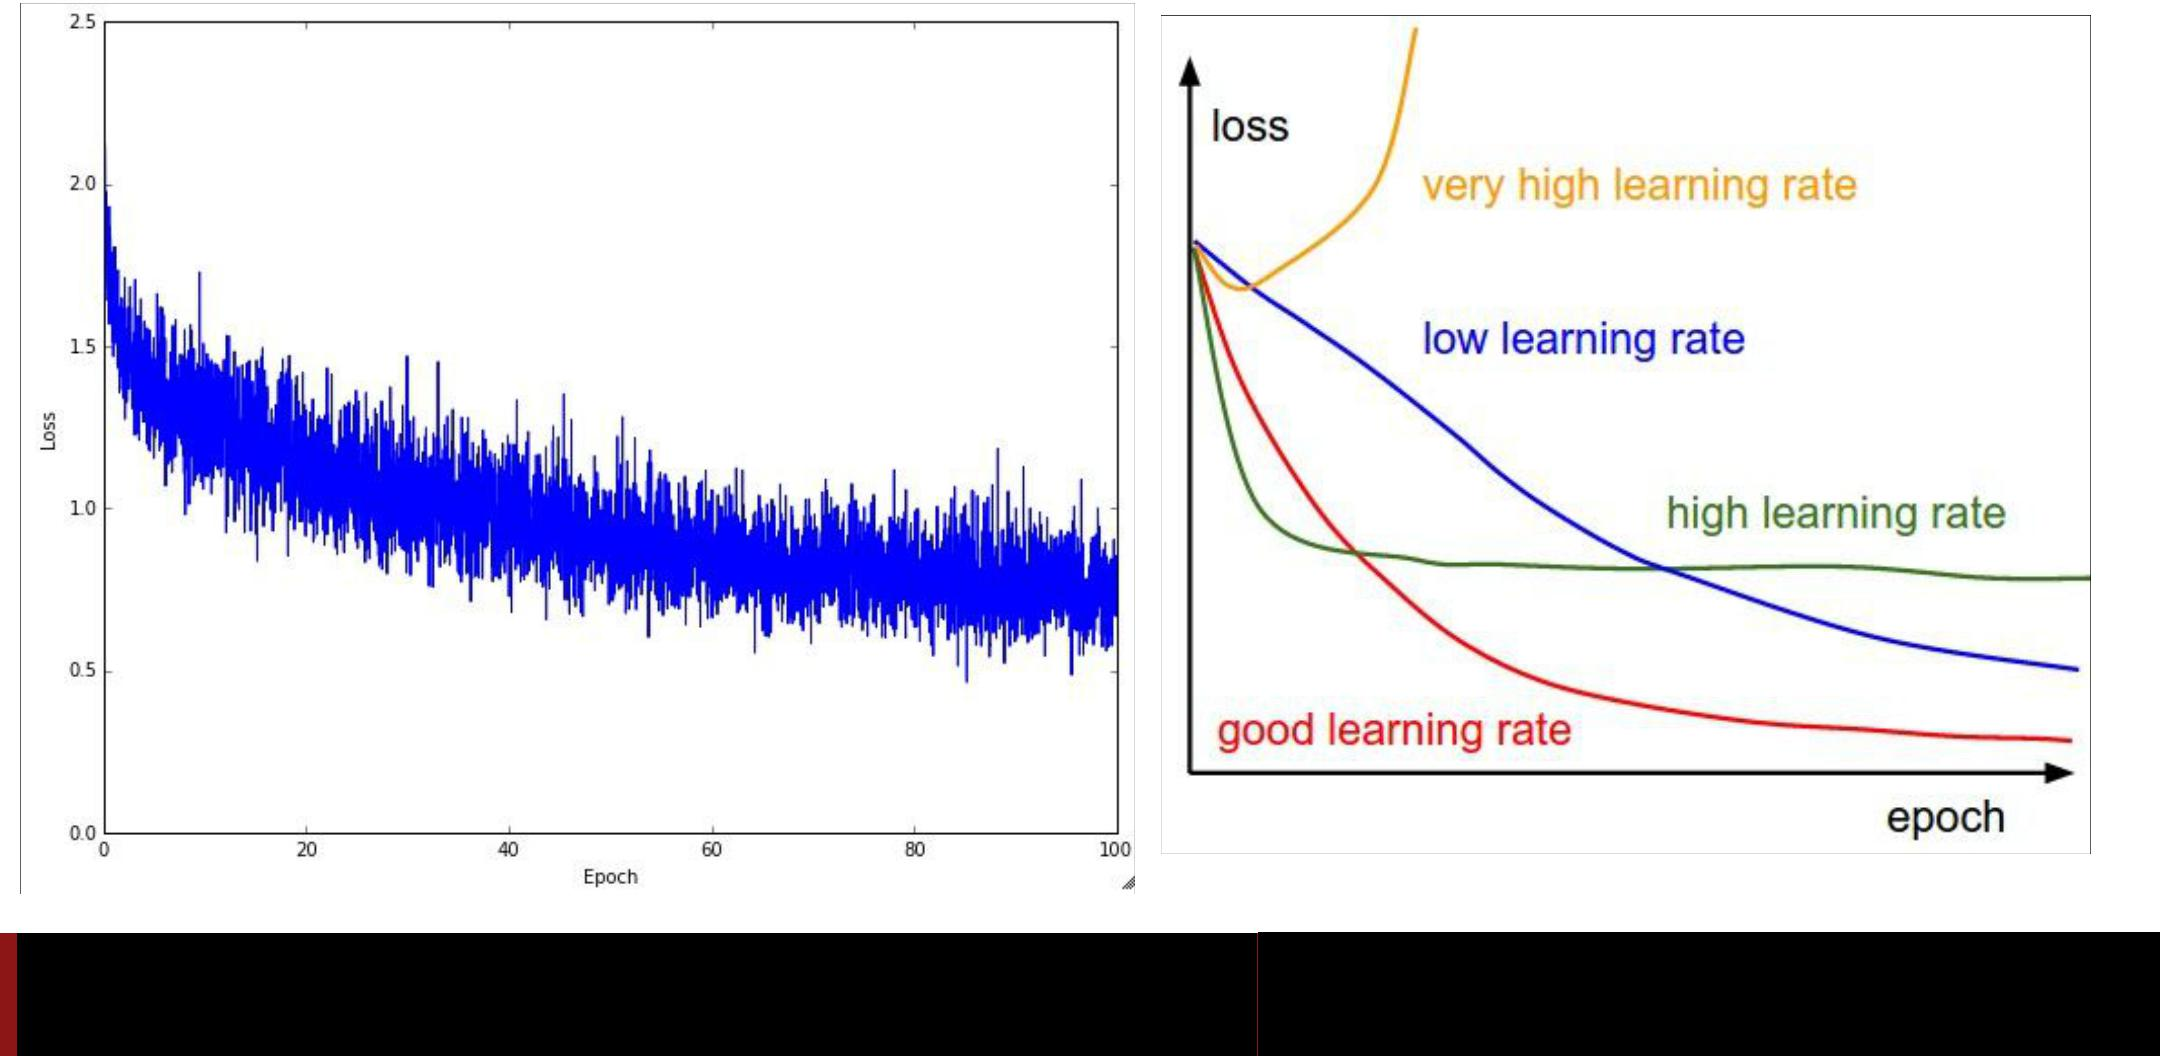 2.5
2.0
1.5
1.0
0.5
0.0
Loss
0
20
40
60
80
100
Epoch
loss
very high learning rate
low learning rate
high learning rate
good learning rate
epoch